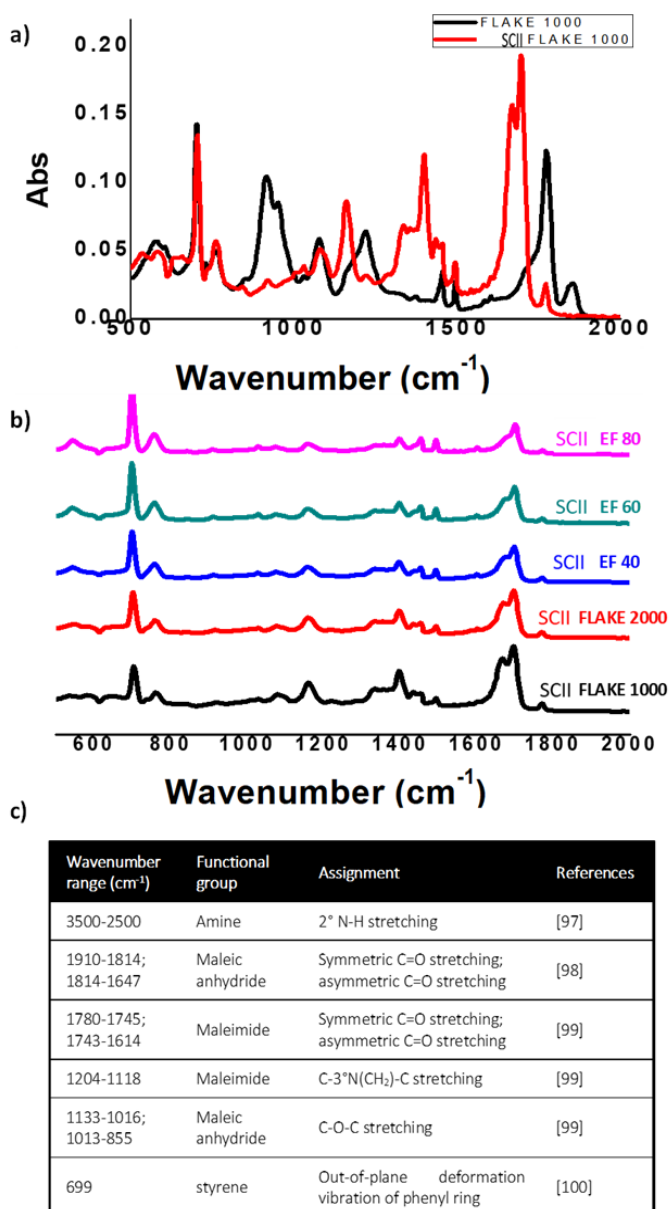 a)
FLAKE 1000
SCII FLAKE 1000
0.20
0.15
0.10
0.05
0.00
Abs
500 1000 1500 2000
Wavenumber (cm-1)
b)
SCII EF 80
SCII EF 60
SCII EF 40
SCII FLAKE 2000
SCII FLAKE 1000
600 800 1000 1200 1400 1600 1800 2000
Wavenumber (cm-1)
c)
Wavenumber range (cm-1) Functional group Assignment References
3500-2500 Amine 2° N-H stretching [97]
1910-1814; 1814-1647 Maleic anhydride Symmetric C=O stretching; asymmetric C=O stretching [98]
1780-1745; 1743-1614 Maleimide Symmetric C=O stretching; asymmetric C=O stretching [99]
1204-1118 Maleimide C-3°N(CH2)-C stretching [99]
1133-1016; 1013-855 Maleic anhydride C-O-C stretching [99]
699 styrene Out-of-plane deformation vibration of phenyl ring [100]